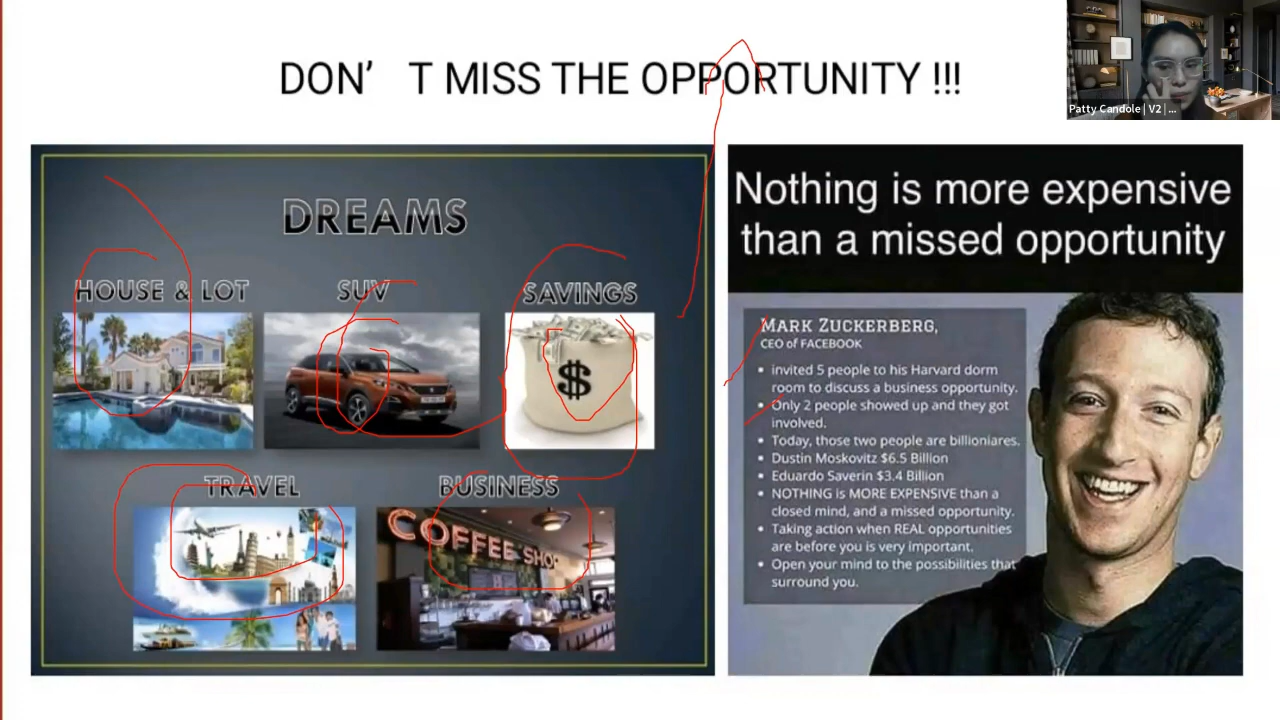 DON’ T MISS THE OPPORTUNITY !!!
Patty Candole | V2 | ...
DREAMS
HOUSE & LOT
SUV
SAVINGS
$
TRAVEL
BUSINESS
COFFEE SHOP
Nothing is more expensive
than a missed opportunity
MARK ZUCKERBERG,
CEO of FACEBOOK
• invited 5 people to his Harvard dorm
room to discuss a business opportunity.
• Only 2 people showed up and they got
involved.
• Today, those two people are billioniares.
• Dustin Moskovitz $6.5 Billion
• Eduardo Saverin $3.4 Billion
• NOTHING is MORE EXPENSIVE than a
closed mind, and a missed opportunity.
• Taking action when REAL opportunities
are before you is very important.
• Open your mind to the possibilities that
surround you.